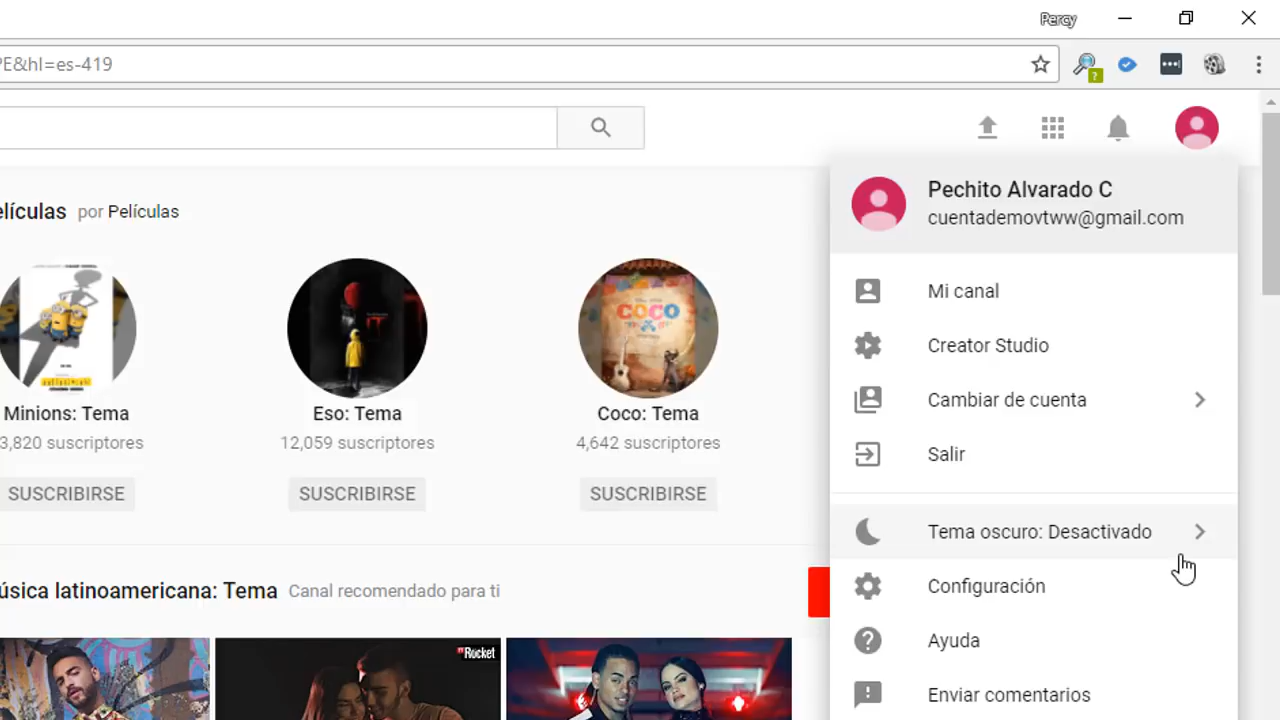 Percy
PE&hl=es-419
elículas por Películas
Pechito Alvarado C
cuentademovtww@gmail.com
COCO
Minions: Tema
3,820 suscriptores
SUSCRIBIRSE
Eso: Tema
12,059 suscriptores
SUSCRIBIRSE
Coco: Tema
4,642 suscriptores
SUSCRIBIRSE
Mi canal
Creator Studio
Cambiar de cuenta
Salir
Tema oscuro: Desactivado
Configuración
Ayuda
Enviar comentarios
úsica latinoamericana: Tema Canal recomendado para ti
Rocket